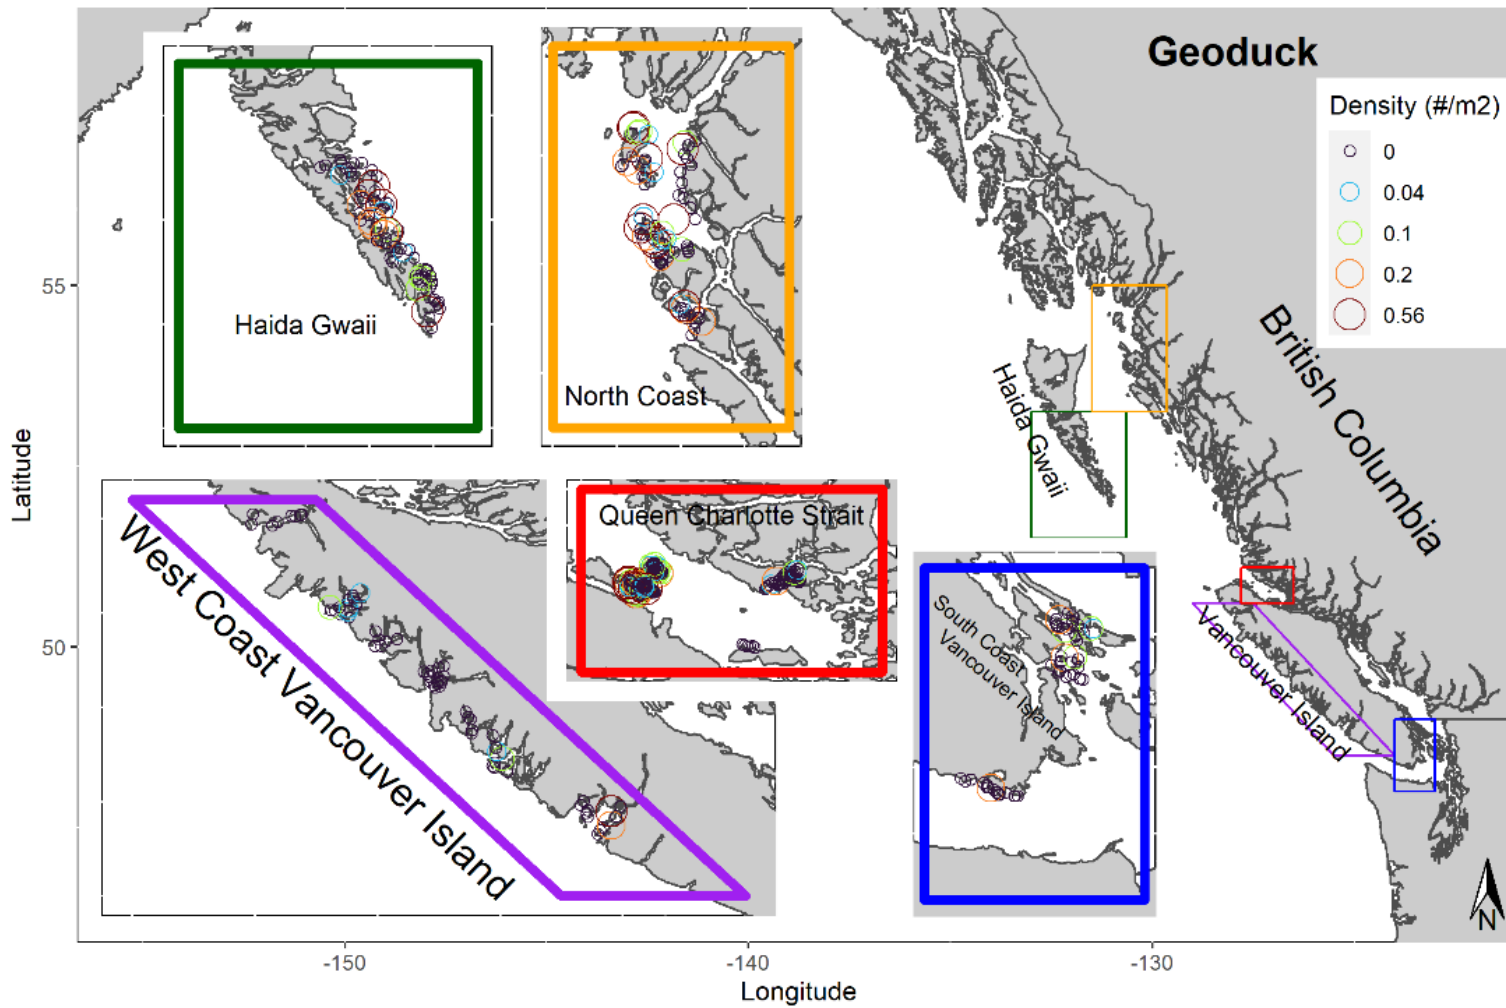 Geoduck
Density (#/m2)
0
0.04
0.1
0.2
0.56
Haida Gwaii
North Coast
British Columbia
Haida Gwaii
West Coast Vancouver Island
Queen Charlotte Strait
South Coast
Vancouver Island
Vancouver Island
N
55
50
Latitude
-150
-140
-130
Longitude